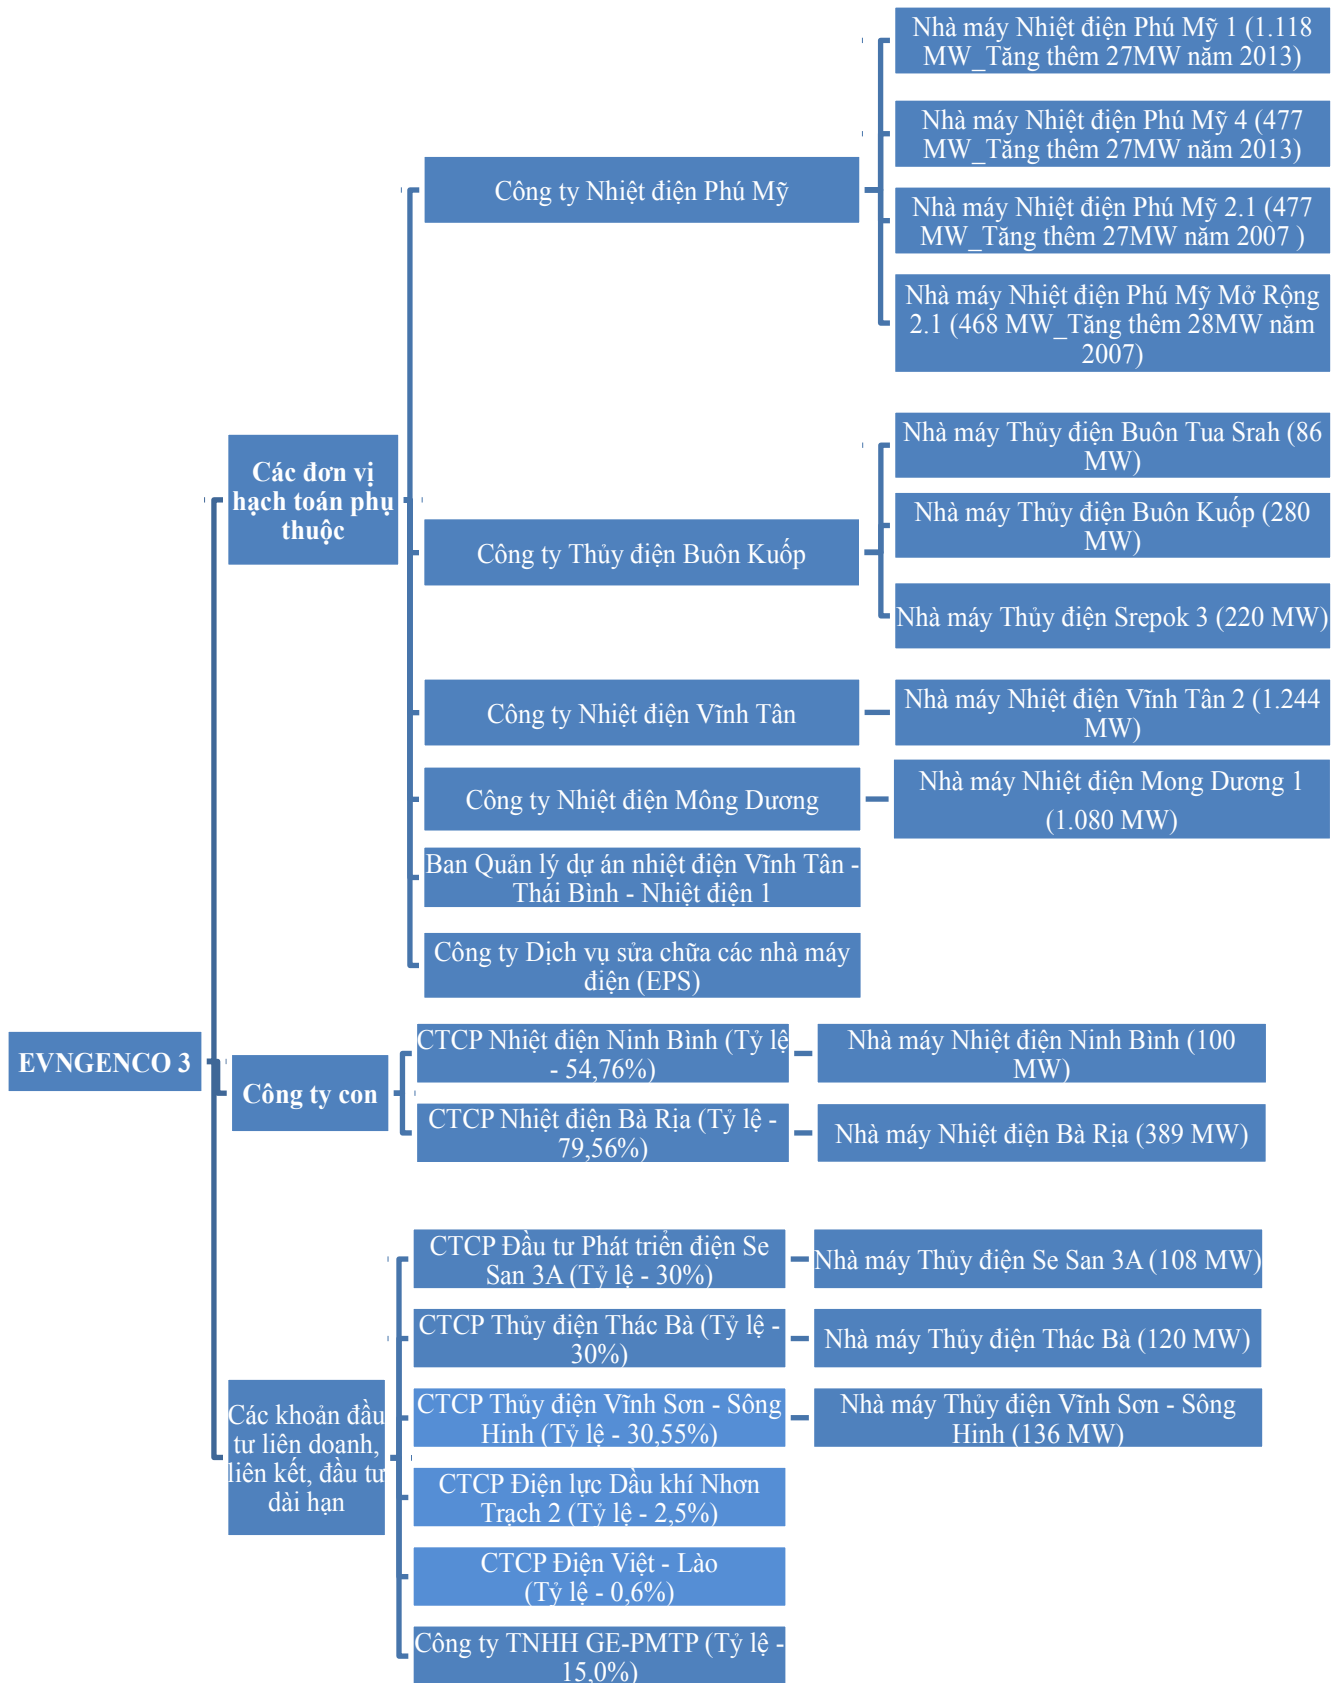 EVNGENCO 3
Các đơn vị
hạch toán phụ
thuộc
Công ty Nhiệt điện Phú Mỹ
Nhà máy Nhiệt điện Phú Mỹ 1 (1.118
MW_Tăng thêm 27MW năm 2013)
Nhà máy Nhiệt điện Phú Mỹ 4 (477
MW_Tăng thêm 27MW năm 2013)
Nhà máy Nhiệt điện Phú Mỹ 2.1 (477
MW_Tăng thêm 27MW năm 2007 )
Nhà máy Nhiệt điện Phú Mỹ Mở Rộng
2.1 (468 MW_Tăng thêm 28MW năm
2007)
Công ty Thủy điện Buôn Kuốp
Nhà máy Thủy điện Buôn Tua Srah (86
MW)
Nhà máy Thủy điện Buôn Kuốp (280
MW)
Nhà máy Thủy điện Srepok 3 (220 MW)
Công ty Nhiệt điện Vĩnh Tân
Nhà máy Nhiệt điện Vĩnh Tân 2 (1.244
MW)
Công ty Nhiệt điện Mông Dương
Nhà máy Nhiệt điện Mong Dương 1
(1.080 MW)
Ban Quản lý dự án nhiệt điện Vĩnh Tân -
Thái Bình - Nhiệt điện 1
Công ty Dịch vụ sửa chữa các nhà máy
điện (EPS)
Công ty con
CTCP Nhiệt điện Ninh Bình (Tỷ lệ
- 54,76%)
Nhà máy Nhiệt điện Ninh Bình (100
MW)
CTCP Nhiệt điện Bà Rịa (Tỷ lệ -
79,56%)
Nhà máy Nhiệt điện Bà Rịa (389 MW)
Các khoản đầu
tư liên doanh,
liên kết, đầu tư
dài hạn
CTCP Đầu tư Phát triển điện Se
San 3A (Tỷ lệ - 30%)
Nhà máy Thủy điện Se San 3A (108 MW)
CTCP Thủy điện Thác Bà (Tỷ lệ -
30%)
Nhà máy Thủy điện Thác Bà (120 MW)
CTCP Thủy điện Vĩnh Sơn - Sông
Hinh (Tỷ lệ - 30,55%)
Nhà máy Thủy điện Vĩnh Sơn - Sông
Hinh (136 MW)
CTCP Điện lực Dầu khí Nhơn
Trạch 2 (Tỷ lệ - 2,5%)
CTCP Điện Việt - Lào
(Tỷ lệ - 0,6%)
Công ty TNHH GE-PMTP (Tỷ lệ -
15,0%)